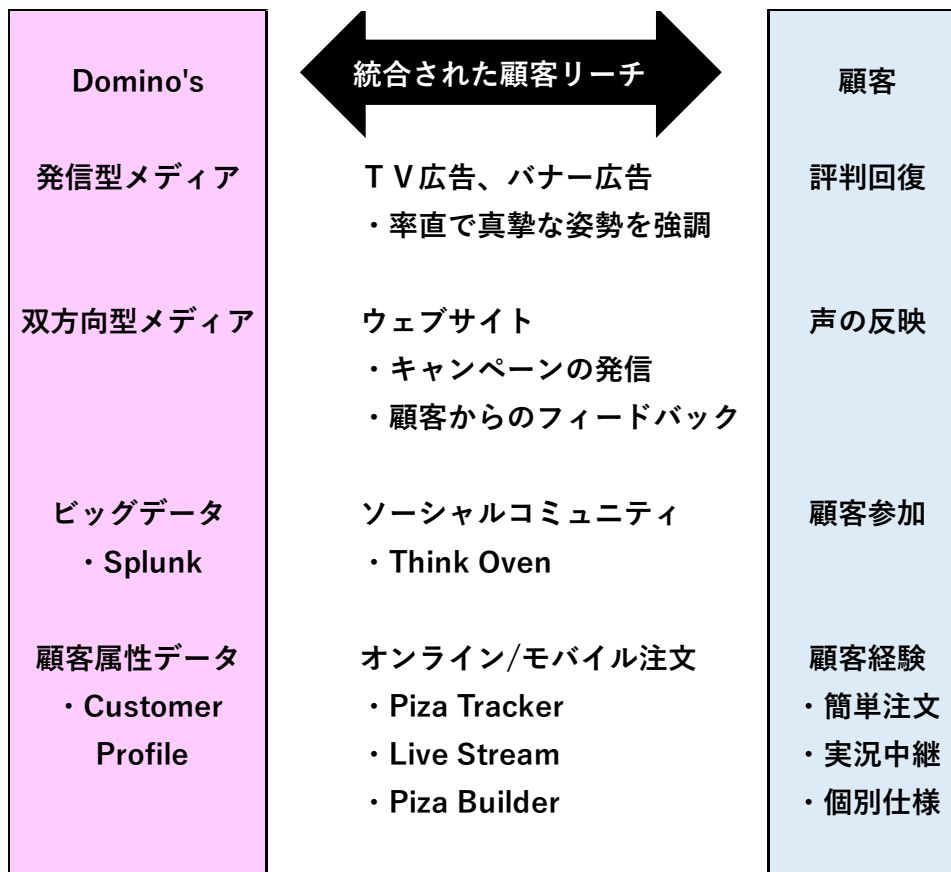 Domino's
統合された顧客リーチ
顧客
発信型メディア
ＴＶ広告、バナー広告
・率直で真摯な姿勢を強調
評判回復
双方向型メディア
ウェブサイト
・キャンペーンの発信
・顧客からのフィードバック
声の反映
ビッグデータ
・Splunk
ソーシャルコミュニティ
・Think Oven
顧客参加
顧客属性データ
・Customer
Profile
オンライン/モバイル注文
・Piza Tracker
・Live Stream
・Piza Builder
顧客経験
・簡単注文
・実況中継
・個別仕様